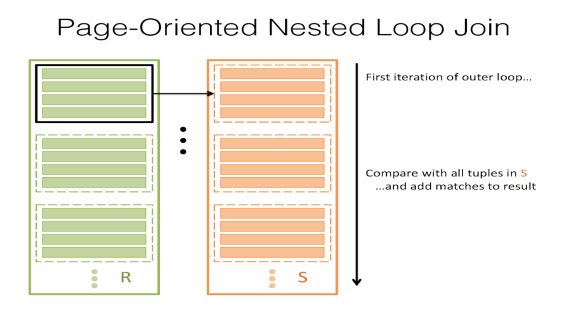 Page-Oriented Nested Loop Join
First iteration of outer loop...
Compare with all tuples in S
...and add matches to result
R
S